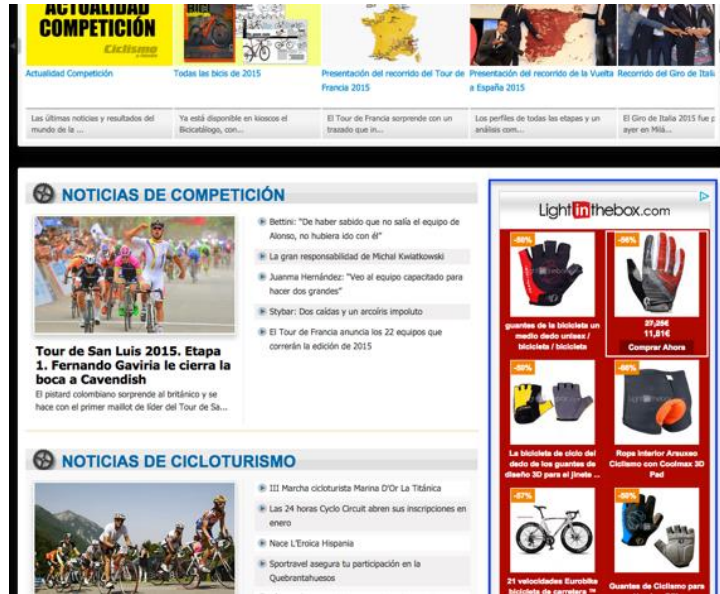 ACTUALIDAD
COMPETICIÓN
Ciclismo
Actualidad Competición
Todas las bicis de 2015
Presentación del recorrido del Tour de
Francia 2015
Presentación del recorrido de la Vuelta
a España 2015
Recorrido del Giro de Italia
Las últimas noticias y resultados del
mundo de la ...
Ya está disponible en kioscos el
Bicicatálogo, con...
El Tour de Francia sorprende con un
trazado que in...
Los perfiles de todas las etapas y un
análisis com...
El Giro de Italia 2015 fue p
ayer en Milá...
NOTICIAS DE COMPETICIÓN
Tour de San Luis 2015. Etapa
1. Fernando Gaviria le cierra la
boca a Cavendish
El pistard colombiano sorprende al británico y se
hace con el primer maillot de líder del Tour de Sa...
Bettini: "De haber sabido que no salía el equipo de
Alonso, no hubiera ido con él"
La gran responsabilidad de Michal Kwiatkowski
Juanma Hernández: "Veo al equipo capacitado para
hacer dos grandes"
Stybar: Dos caídas y un arcoíris impoluto
El Tour de Francia anuncia los 22 equipos que
correrán la edición de 2015
NOTICIAS DE CICLOTURISMO
III Marcha cicloturista Marina D'Or La Titánica
Las 24 horas Cyclo Circuit abren sus inscripciones en
enero
Nace L'Eroica Hispania
Sportravel asegura tu participación en la
Quebrantahuesos
Lightinthebox.com
guantes de la bicicleta un
medio dedo unisex /
bicicleta / bicicleta
27,25€
11,81€
Comprar Ahora
La bicicleta de ciclo del
dedo de los guantes de
diseño 3D para el jinete ...
Ropa Interior Arsuxeo
Ciclismo con Coolmax 3D
Pad
21 velocidades Eurobike
bicicleta de carretera ™
Guantes de Ciclismo para